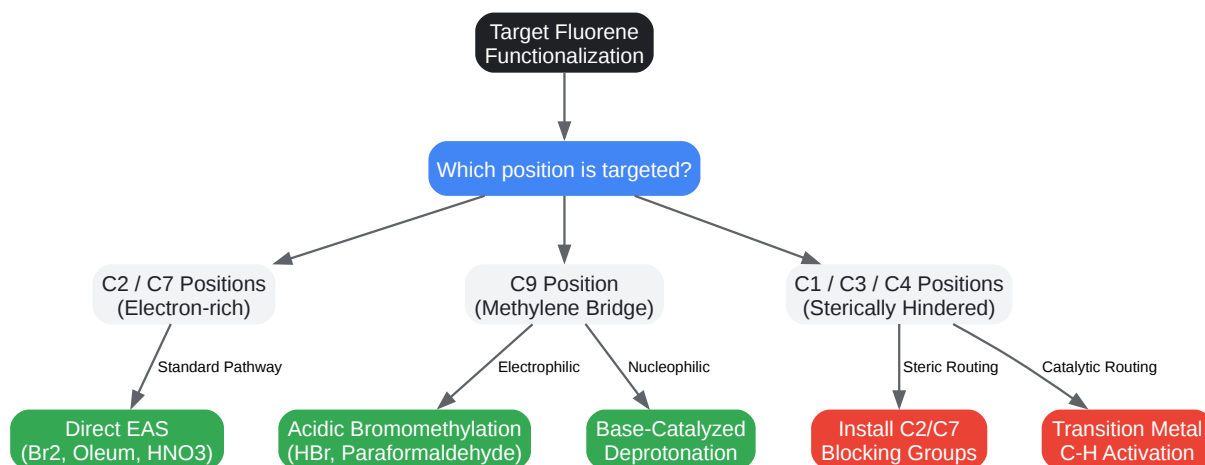 Target Fluorene
Functionalization
Which position is targeted?
C2 / C7 Positions
(Electron-rich)
C9 Position
(Methylene Bridge)
C1 / C3 / C4 Positions
(Sterically Hindered)
Standard Pathway
Electrophilic
Nucleophilic
Steric Routing
Catalytic Routing
Direct EAS
(Br2, Oleum, HNO3)
Acidic Bromomethylation
(HBr, Paraformaldehyde)
Base-Catalyzed
Deprotonation
Install C2/C7
Blocking Groups
Transition Metal
C-H Activation